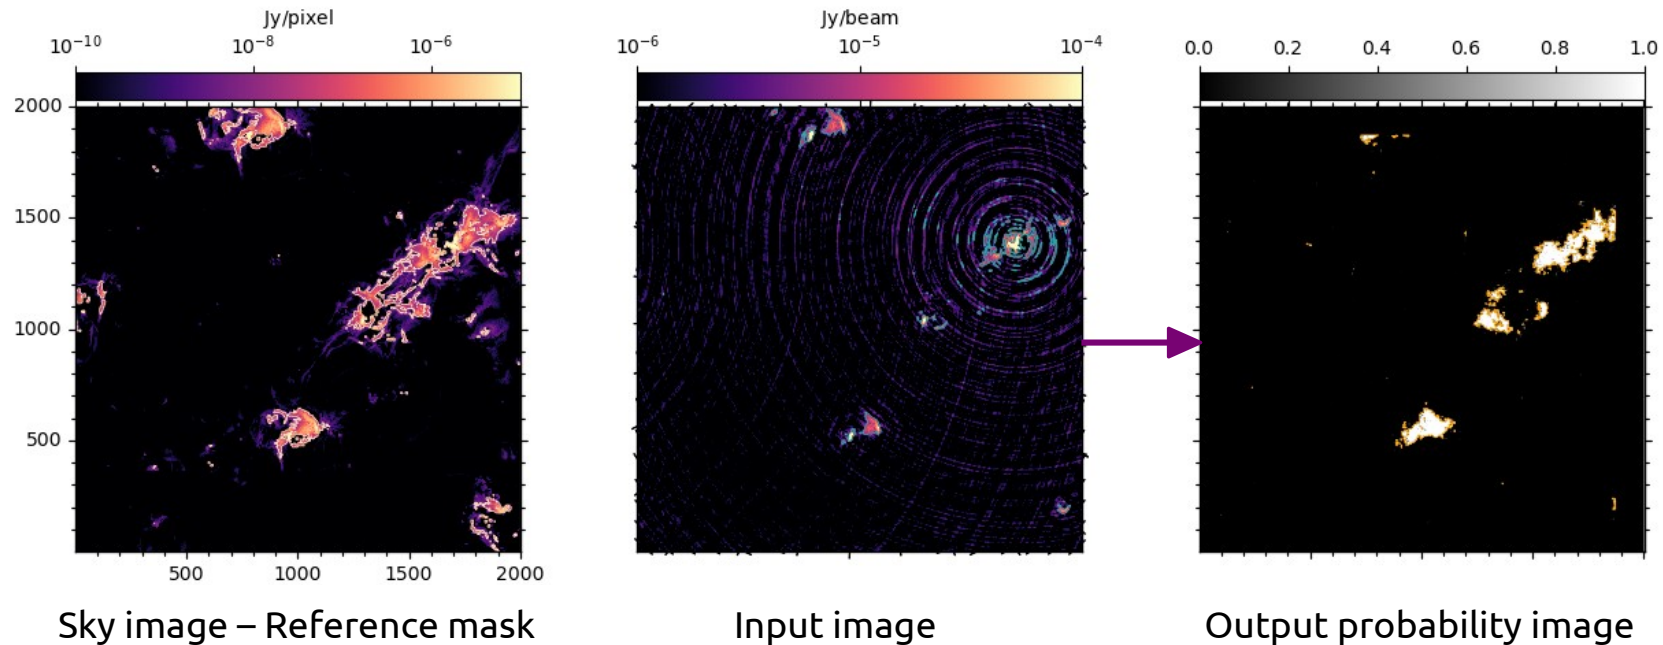 Jy/pixel
10⁻¹⁰ 10⁻⁸ 10⁻⁶
2000
1500
1000
500
500 1000 1500 2000
Sky image – Reference mask
Jy/beam
10⁻⁶ 10⁻⁵ 10⁻⁴
Input image
0.0 0.2 0.4 0.6 0.8 1.0
Output probability image